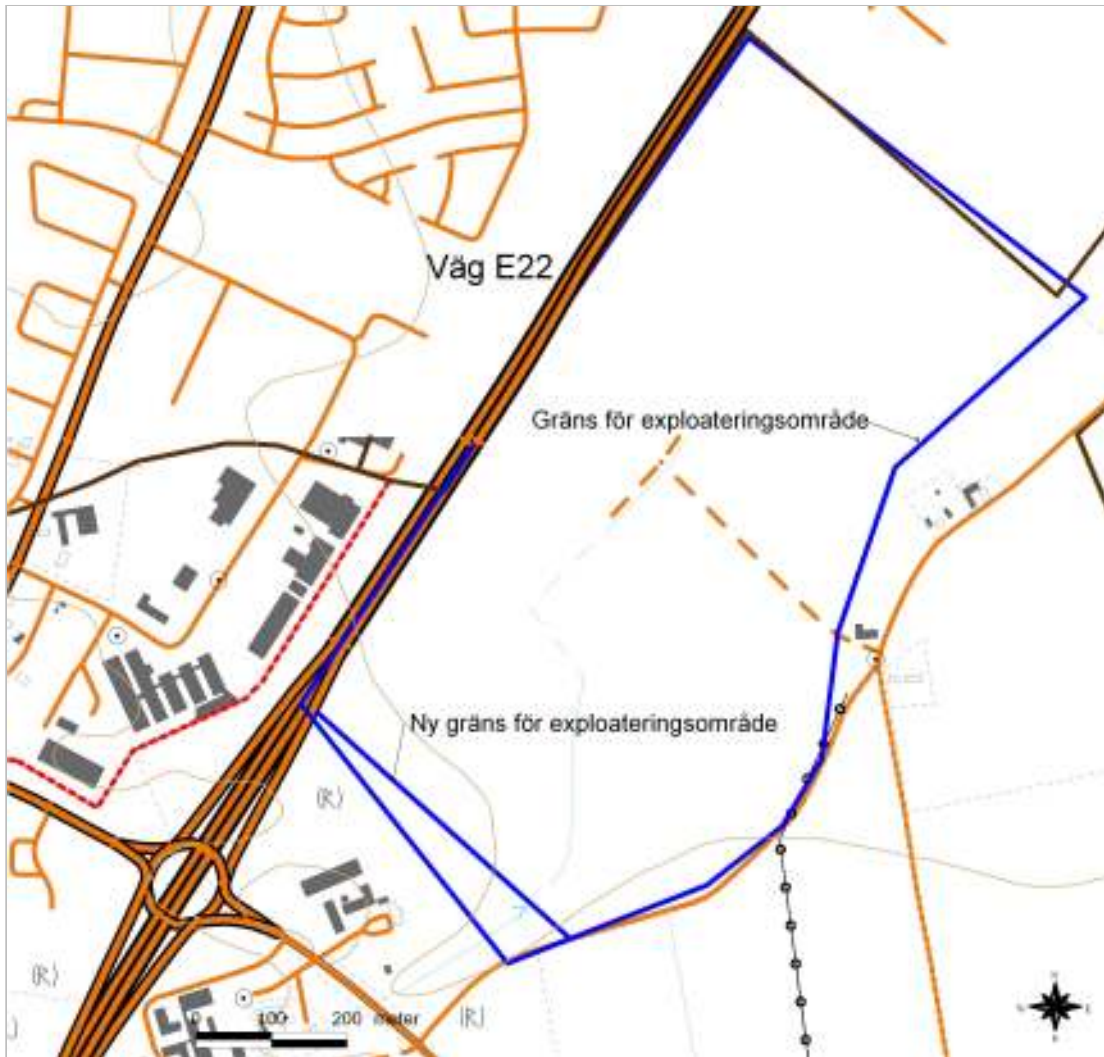 Väg E22
Gräns för exploateringsområde
Ny gräns för exploateringsområde
(R)
(R)
(R)
0 100 200 meter